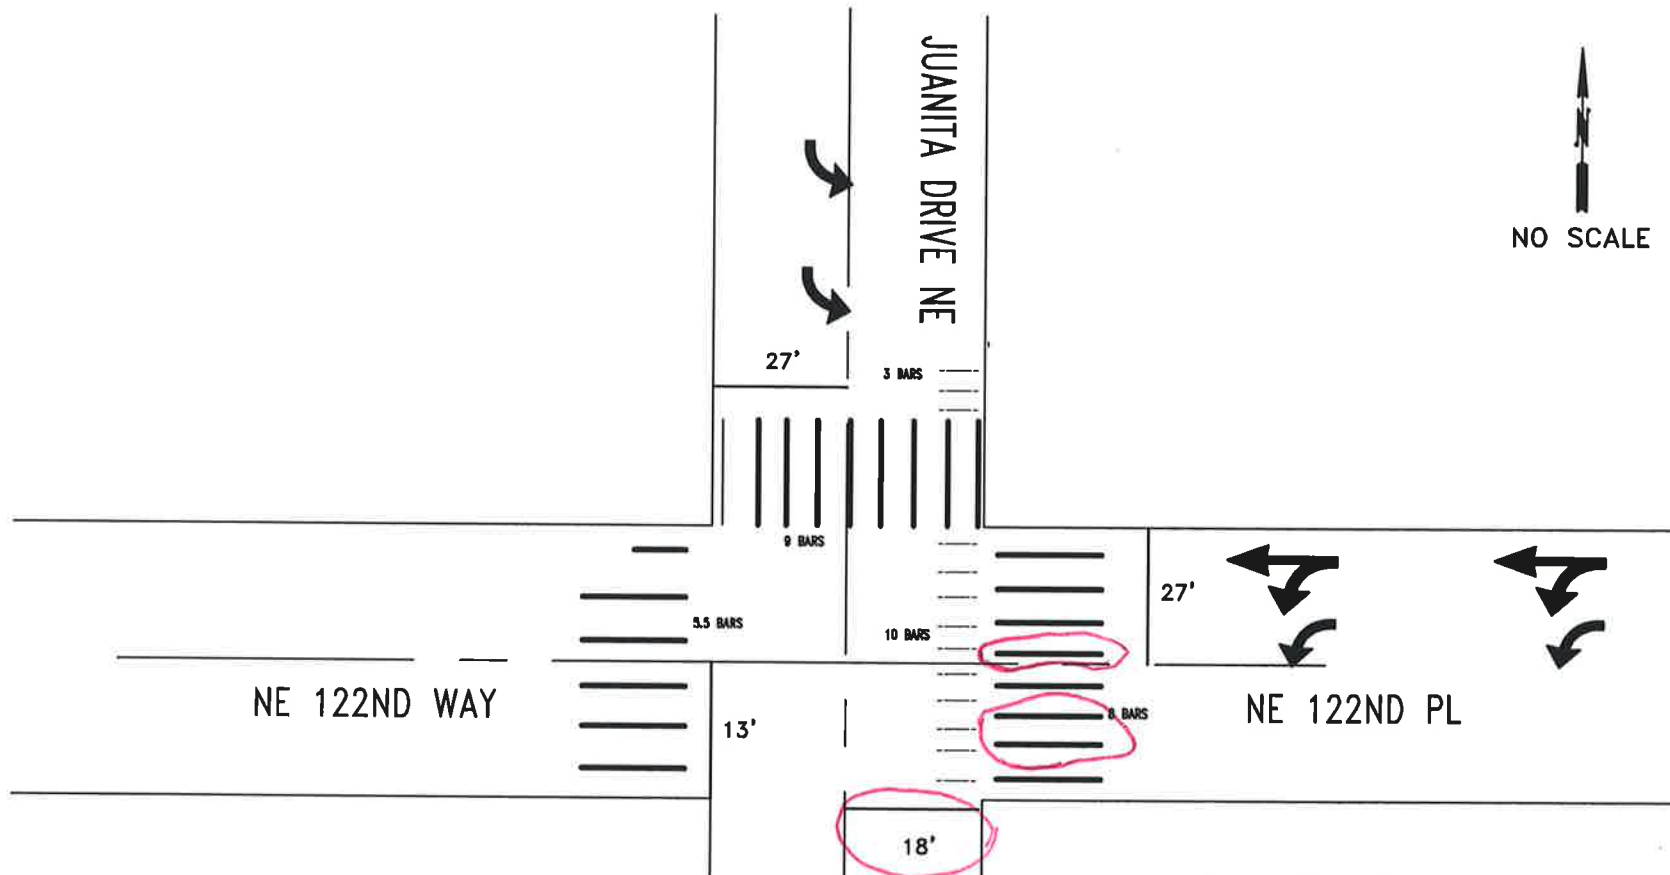 JUANITA DRIVE NE
N
NO SCALE
27'
3 BARS
9 BARS
5.5 BARS
10 BARS
27'
NE 122ND WAY
13'
8 BARS
NE 122ND PL
18'